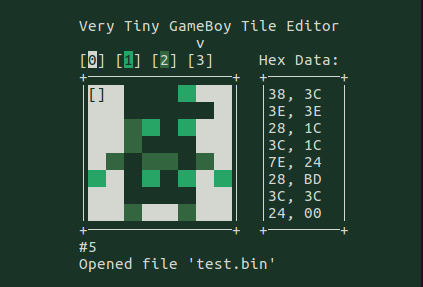 Very Tiny GameBoy Tile Editor
v
[0] [1] [2] [3] Hex Data:
[]
38, 3C
3E, 3E
28, 1C
3C, 1C
7E, 24
28, BD
3C, 3C
24, 00
#5
Opened file 'test.bin'